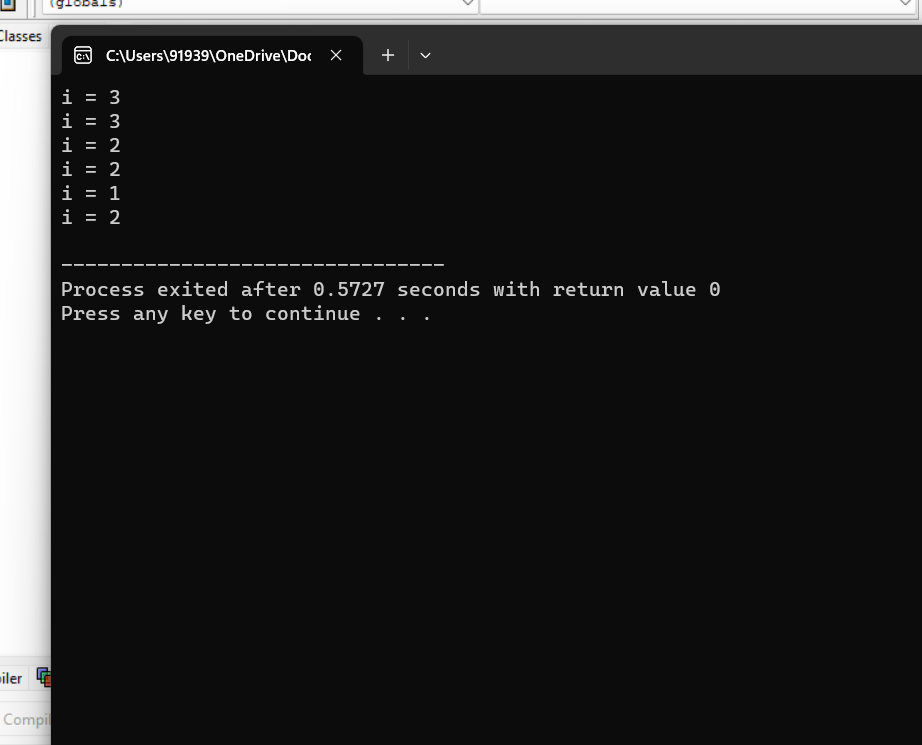 (globals)
Classes
C:\Users\91939\OneDrive\Doc
i = 3
i = 3
i = 2
i = 2
i = 1
i = 2
--------------------------------
Process exited after 0.5727 seconds with return value 0
Press any key to continue . . .
piler
Compil